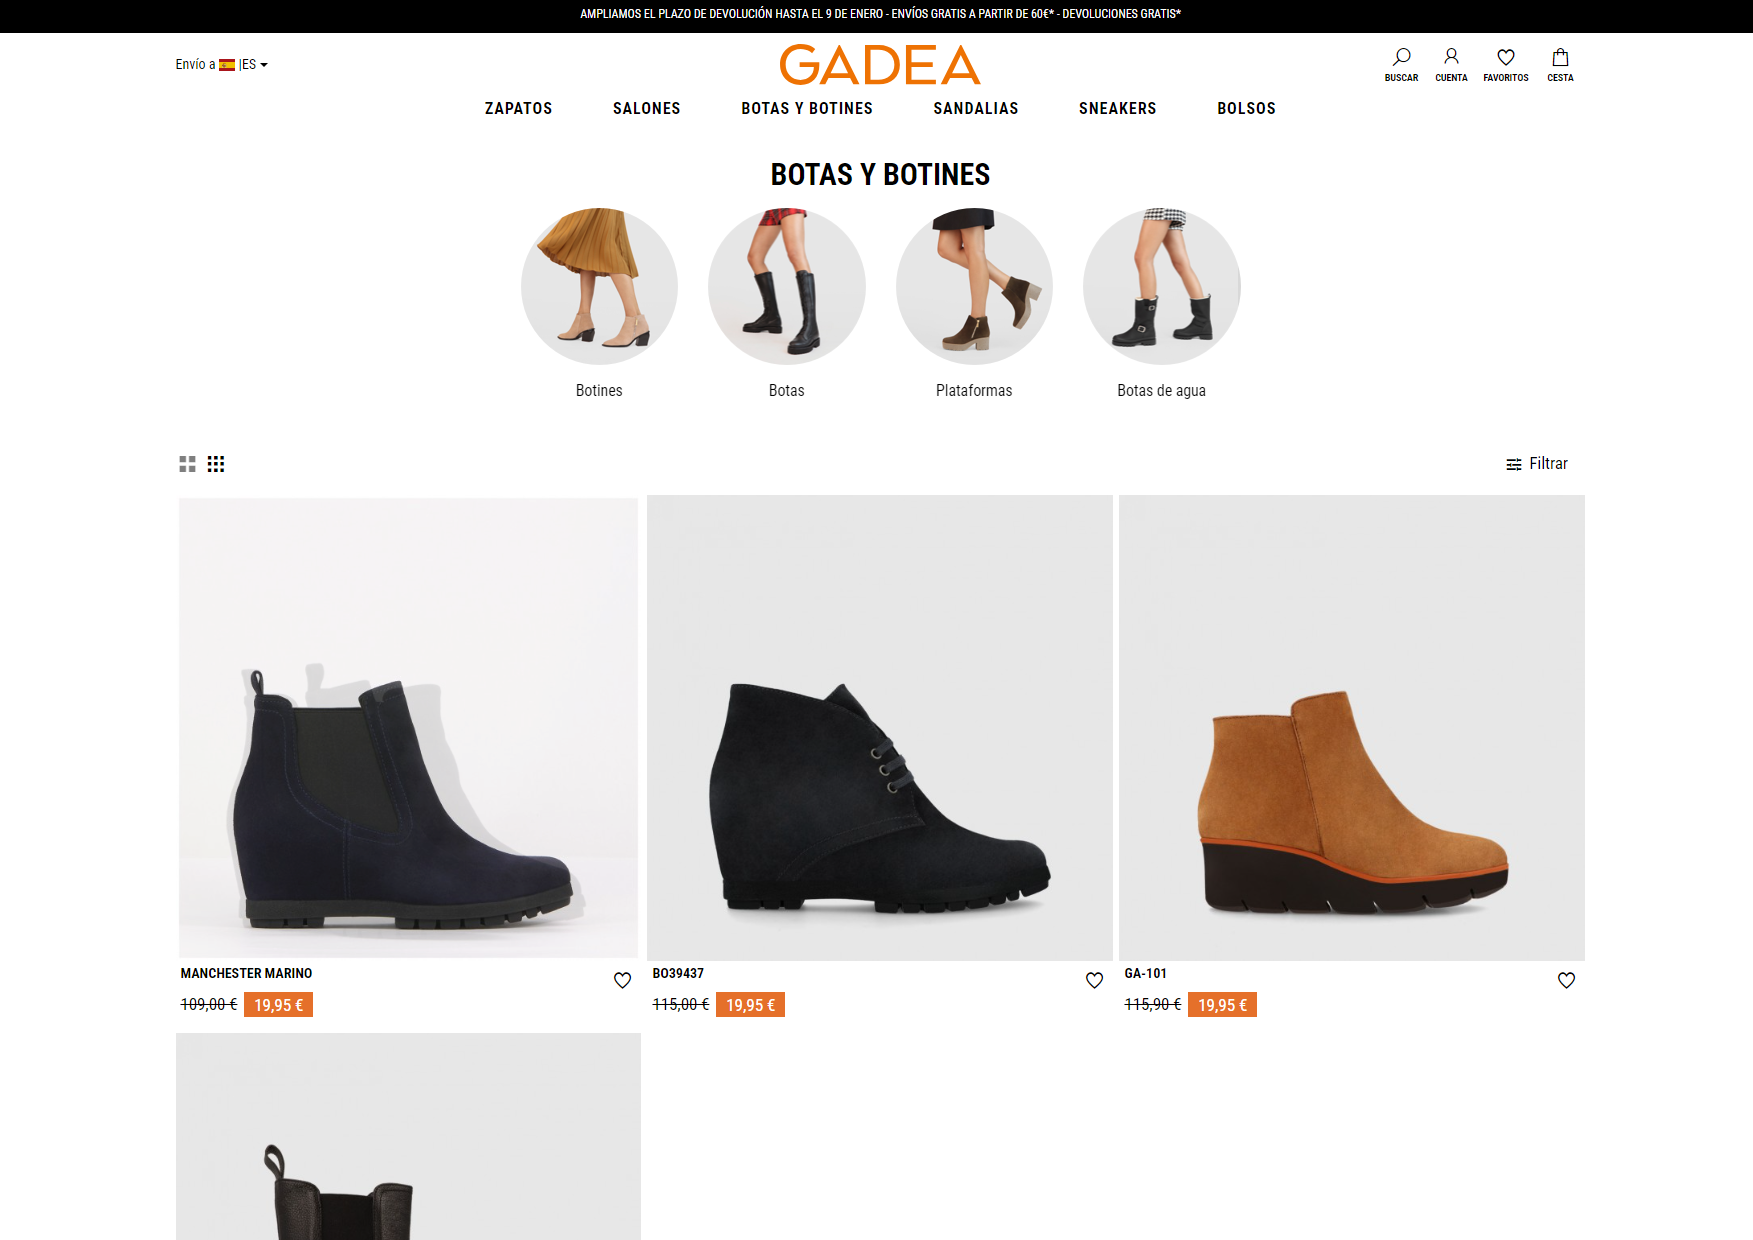 AMPLIAMOS EL PLAZO DE DEVOLUCIÓN HASTA EL 9 DE ENERO - ENVÍOS GRATIS A PARTIR DE 60€* - DEVOLUCIONES GRATIS*
Envío a |ES
GADEA
BUSCAR CUENTA FAVORITOS CESTA
ZAPATOS SALONES BOTAS Y BOTINES SANDALIAS SNEAKERS BOLSOS
BOTAS Y BOTINES
Botines Botas Plataformas Botas de agua
Filtrar
MANCHESTER MARINO
109,00 € 19,95 €
BO39437
115,00 € 19,95 €
GA-101
115,90 € 19,95 €